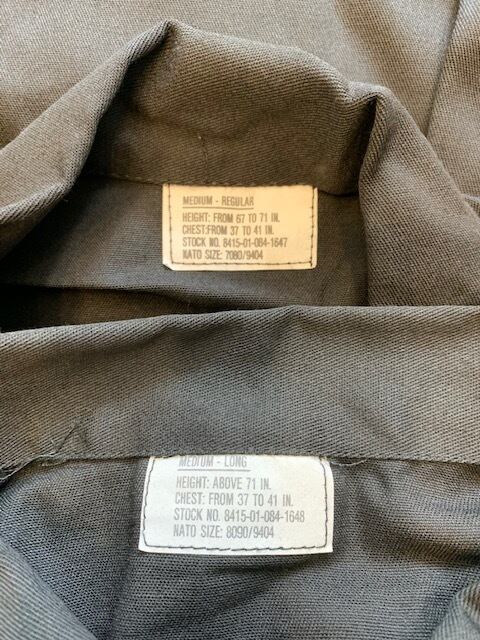 MEDIUM - REGULAR
HEIGHT: FROM 67 TO 71 IN.
CHEST:FROM 37 TO 41 IN.
STOCK NO. 8415-01-084-1647
NATO SIZE: 7080/9404
MEDIUM - LONG
HEIGHT: ABOVE 71 IN.
CHEST: FROM 37 TO 41 IN.
STOCK NO. 8415-01-084-1648
NATO SIZE: 8090/9404